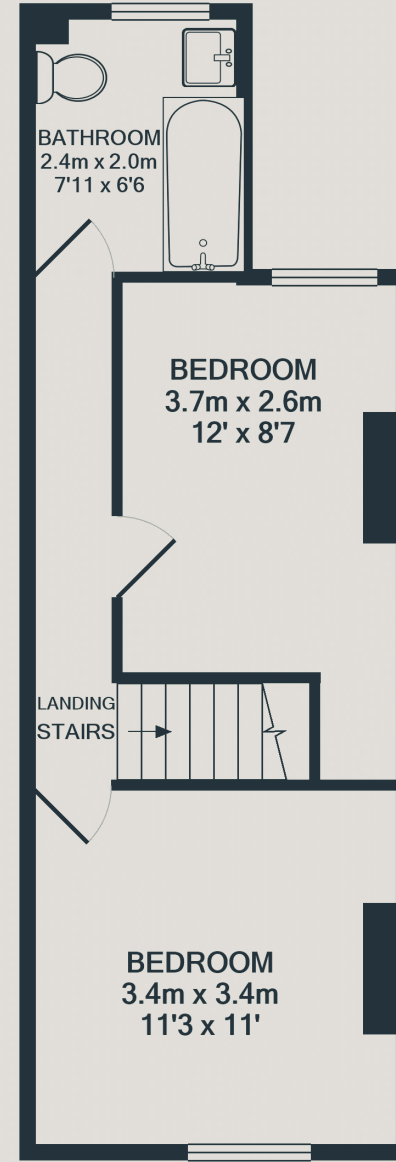 BATHROOM
2.4m x 2.0m
7'11 x 6'6
BEDROOM
3.7m x 2.6m
12' x 8'7
LANDING
STAIRS
BEDROOM
3.4m x 3.4m
11'3 x 11'